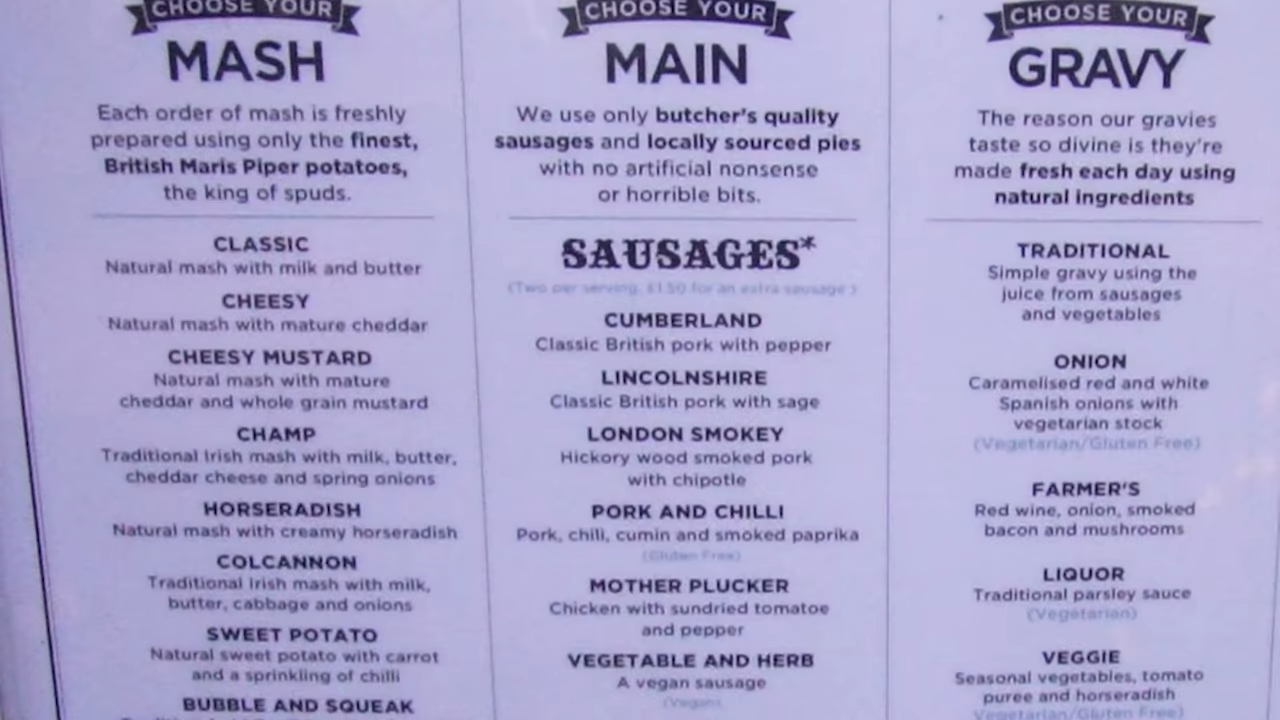 CHOOSE YOUR
MASH
Each order of mash is freshly
prepared using only the finest,
British Maris Piper potatoes,
the king of spuds.
CLASSIC
Natural mash with milk and butter
CHEESY
Natural mash with mature cheddar
CHEESY MUSTARD
Natural mash with mature
cheddar and whole grain mustard
CHAMP
Traditional Irish mash with milk, butter,
cheddar cheese and spring onions
HORSERADISH
Natural mash with creamy horseradish
COLCANNON
Traditional Irish mash with milk,
butter, cabbage and onions
SWEET POTATO
Natural sweet potato with carrot
and a sprinkling of chilli
BUBBLE AND SQUEAK
CHOOSE YOUR
MAIN
We use only butcher's quality
sausages and locally sourced pies
with no artificial nonsense
or horrible bits.
SAUSAGES*
(Two per serving, £1.50 for an extra sausage)
CUMBERLAND
Classic British pork with pepper
LINCOLNSHIRE
Classic British pork with sage
LONDON SMOKEY
Hickory wood smoked pork
with chipotle
PORK AND CHILLI
Pork, chili, cumin and smoked paprika
(Gluten Free)
MOTHER PLUCKER
Chicken with sundried tomatoe
and pepper
VEGETABLE AND HERB
A vegan sausage
(Vegan)
CHOOSE YOUR
GRAVY
The reason our gravies
taste so divine is they're
made fresh each day using
natural ingredients
TRADITIONAL
Simple gravy using the
juice from sausages
and vegetables
ONION
Caramelised red and white
Spanish onions with
vegetarian stock
(Vegetarian/Gluten Free)
FARMER'S
Red wine, onion, smoked
bacon and mushrooms
LIQUOR
Traditional parsley sauce
(Vegetarian)
VEGGIE
Seasonal vegetables, tomato
puree and horseradish
(Vegetarian/Gluten Free)